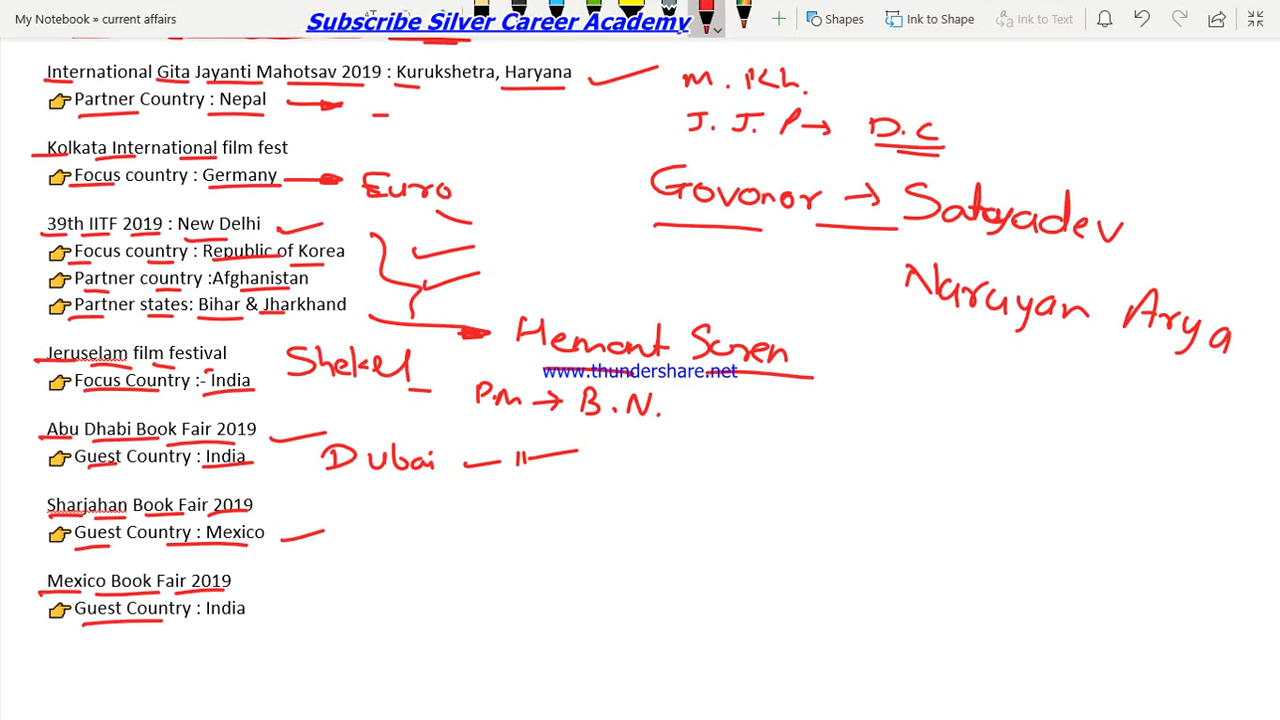 My Notebook » current affairs
Subscribe Silver Career Academy
Shapes
Ink to Shape
Ink to Text
International Gita Jayanti Mahotsav 2019 : Kurukshetra, Haryana
M. Kh.
👉 Partner Country : Nepal
J. J. P → D.C
Kolkata International film fest
👉 Focus country : Germany
Euro
Govonor → Satayadev
Narayan Arya
39th IITF 2019 : New Delhi
👉 Focus country : Republic of Korea
👉 Partner country :Afghanistan
👉 Partner states: Bihar & Jharkhand
Hemant Soren
Jeruselam film festival
Shekel
www.thundershare.net
👉 Focus Country :- India
P.M → B.N.
Abu Dhabi Book Fair 2019
👉 Guest Country : India
Dubai
Sharjahan Book Fair 2019
👉 Guest Country : Mexico
Mexico Book Fair 2019
👉 Guest Country : India